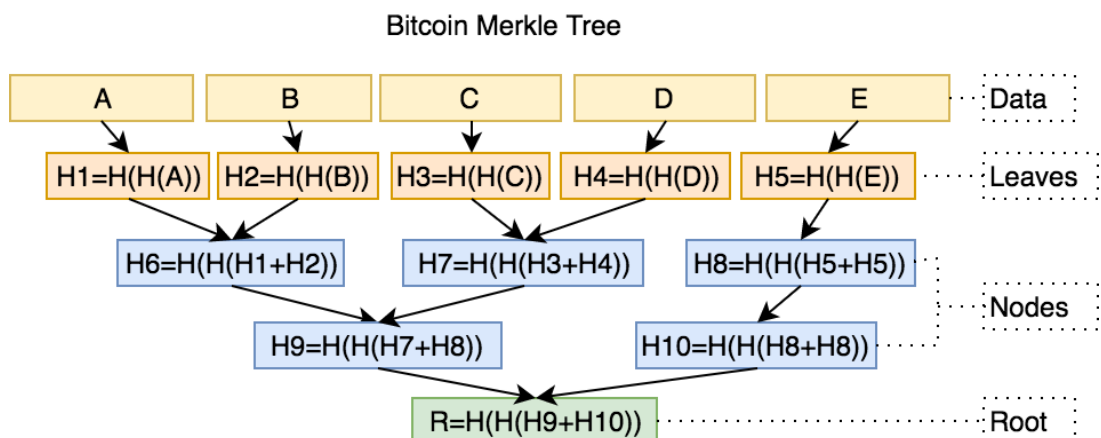 Bitcoin Merkle Tree
A
B
C
D
E
Data
H1=H(H(A))
H2=H(H(B))
H3=H(H(C))
H4=H(H(D))
H5=H(H(E))
Leaves
H6=H(H(H1+H2))
H7=H(H(H3+H4))
H8=H(H(H5+H5))
Nodes
H9=H(H(H7+H8))
H10=H(H(H8+H8))
R=H(H(H9+H10))
Root